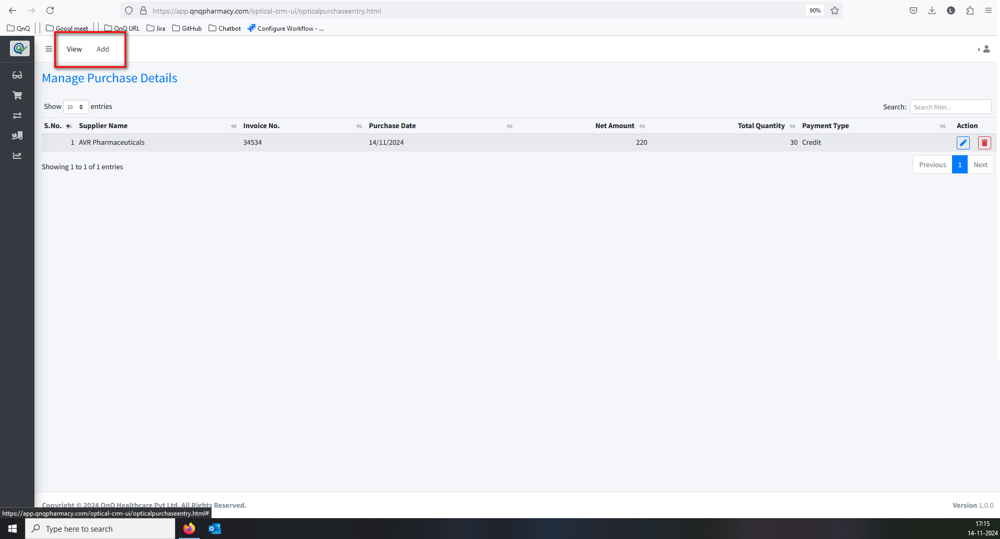 https://app.qnqpharmacy.com/optical-crm-ui/opticalpurchaseentry.html 90% L
QnQ Googl meet QnQ URL Jira GitHub Chatbot Configure Workflow - ...
View Add
Manage Purchase Details
Show 10 entries Search: Search filter...
S.No. Supplier Name Invoice No. Purchase Date Net Amount Total Quantity Payment Type Action
1 AVR Pharmaceuticals 34534 14/11/2024 220 30 Credit
Showing 1 to 1 of 1 entries Previous 1 Next
Copyright © 2024 QnQ Healthcare Pvt Ltd. All Rights Reserved. Version 1.0.0
https://app.qnqpharmacy.com/optical-crm-ui/opticalpurchaseentry.html#
Type here to search 17:15
14-11-2024